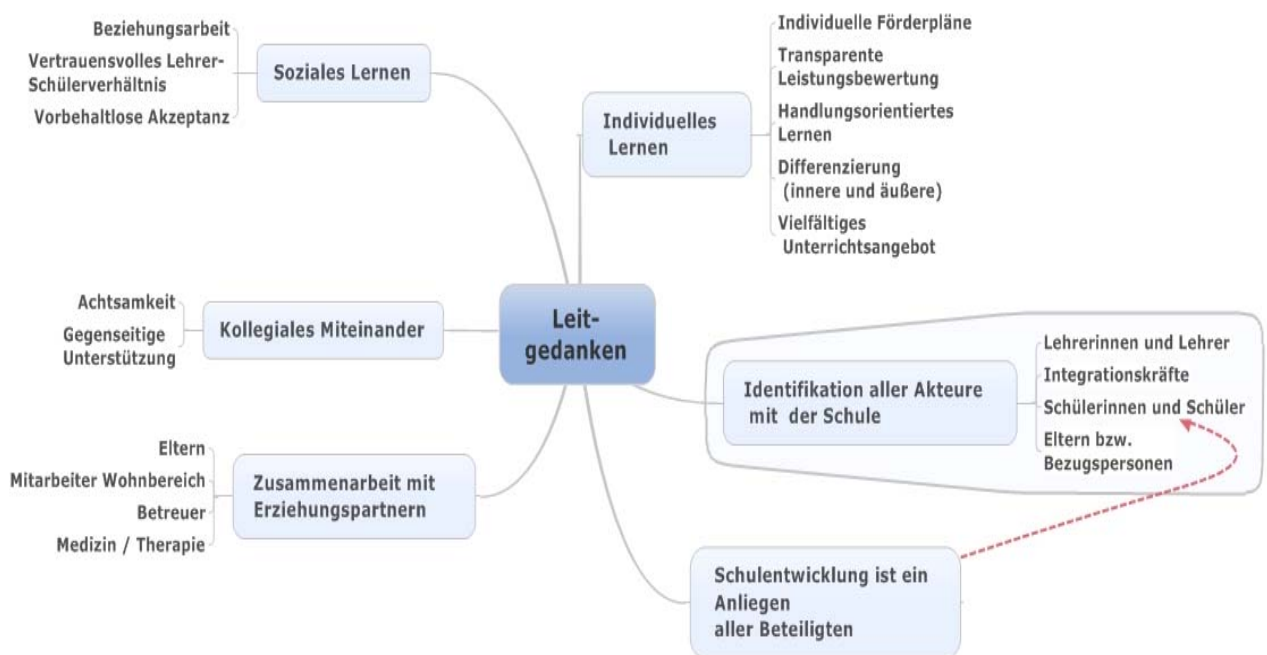 Leit-
gedanken
Soziales Lernen
Beziehungsarbeit
Vertrauensvolles Lehrer-
Schülerverhältnis
Vorbehaltlose Akzeptanz
Individuelles
Lernen
Individuelle Förderpläne
Transparente
Leistungsbewertung
Handlungsorientiertes
Lernen
Differenzierung
(innere und äußere)
Vielfältiges
Unterrichtsangebot
Kollegiales Miteinander
Achtsamkeit
Gegenseitige
Unterstützung
Identifikation aller Akteure
mit der Schule
Lehrerinnen und Lehrer
Integrationskräfte
Schülerinnen und Schüler
Eltern bzw.
Bezugspersonen
Zusammenarbeit mit
Erziehungspartnern
Eltern
Mitarbeiter Wohnbereich
Betreuer
Medizin / Therapie
Schulentwicklung ist ein
Anliegen
aller Beteiligten